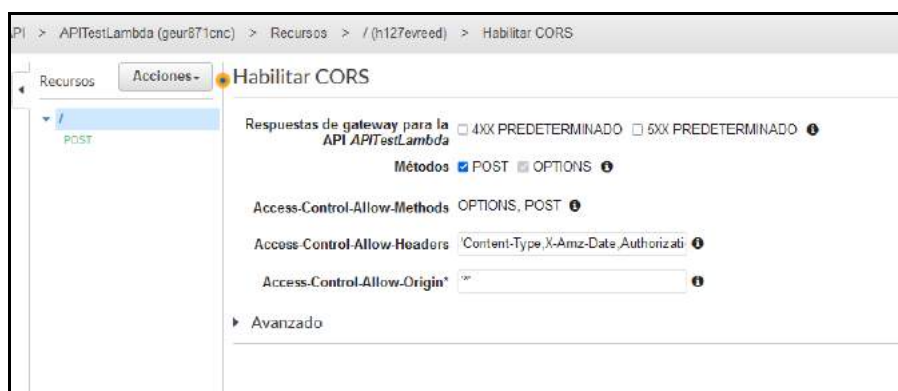 API > APITestLambda (geur871cnc) > Recursos > / (h127evreed) > Habilitar CORS
Recursos
Acciones
/
POST
Habilitar CORS
Respuestas de gateway para la API APITestLambda 4XX PREDETERMINADO 5XX PREDETERMINADO
Métodos POST OPTIONS
Access-Control-Allow-Methods OPTIONS, POST
Access-Control-Allow-Headers 'Content-Type,X-Amz-Date,Authorizati
Access-Control-Allow-Origin* '*'
Avanzado